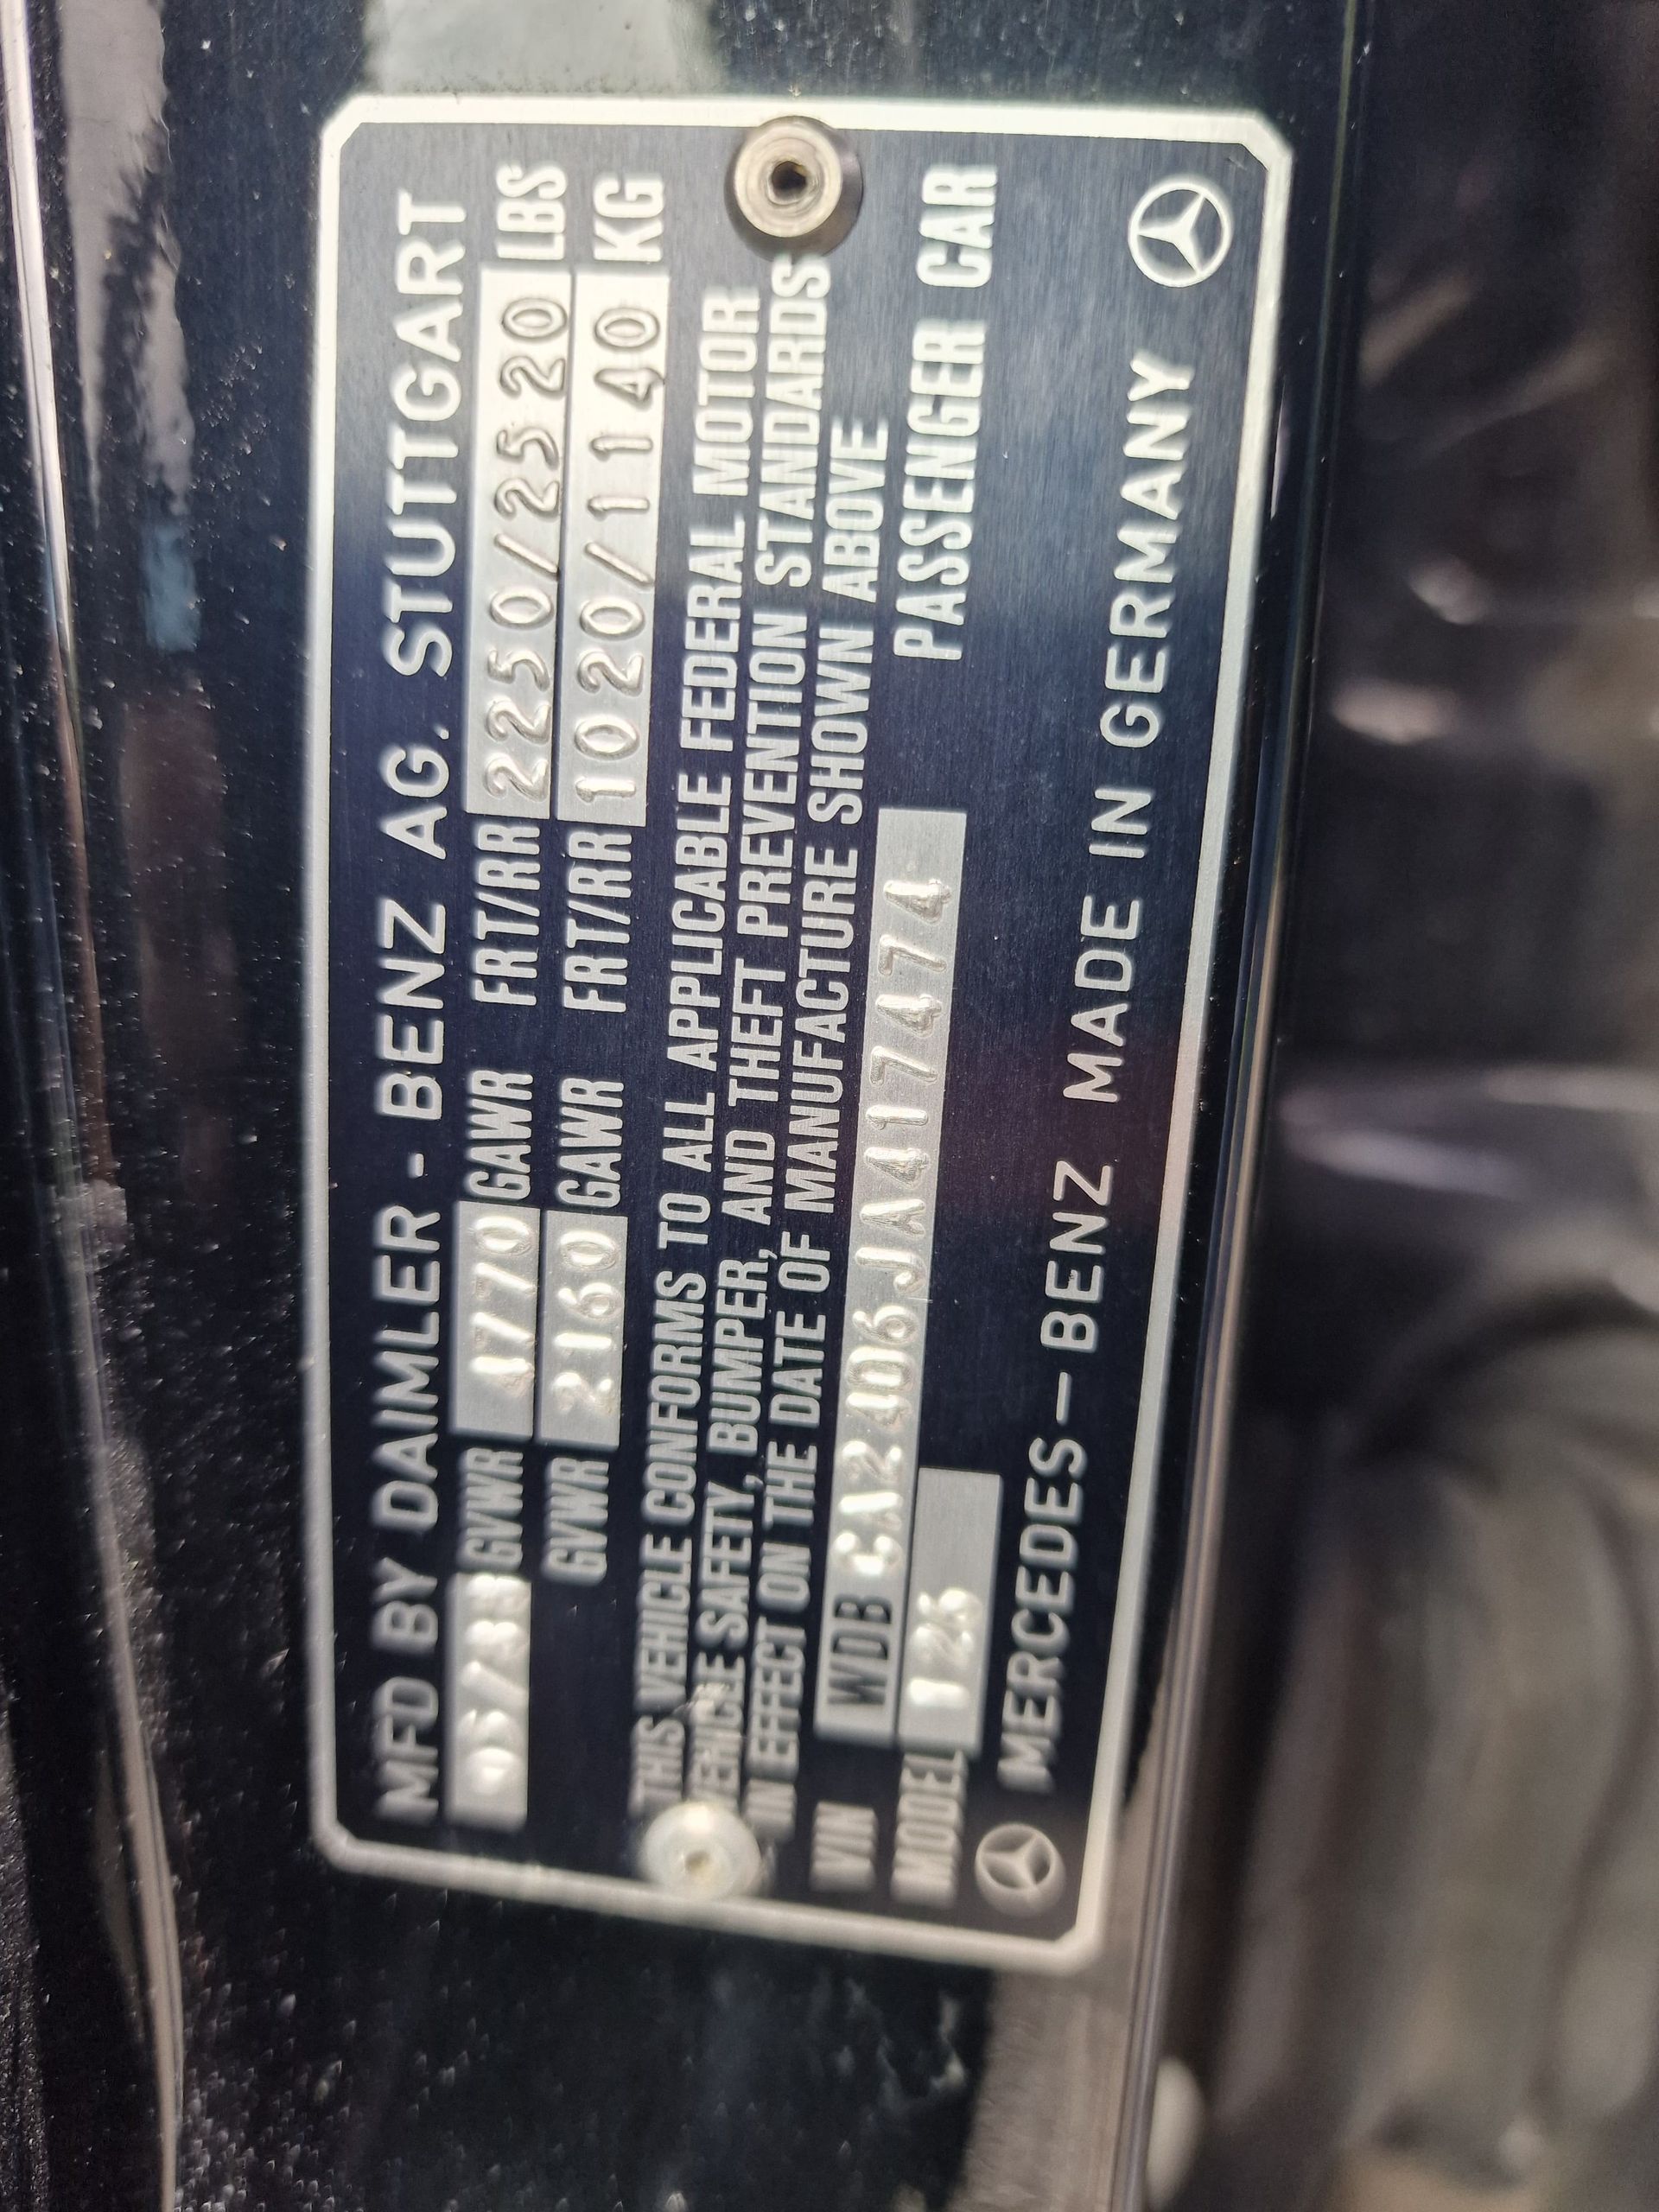 MFD BY DAIMLER - BENZ AG. STUTTGART
GVWR 4770 GAWR FRT/RR 2250/2520 LBS
GVWR 2160 GAWR FRT/RR 1020/1140 KG
THIS VEHICLE CONFORMS TO ALL APPLICABLE FEDERAL MOTOR
VEHICLE SAFETY, BUMPER, AND THEFT PREVENTION STANDARDS
IN EFFECT ON THE DATE OF MANUFACTURE SHOWN ABOVE
VIN WDB CA24D6JA417474 PASSENGER CAR
MODEL 126
MERCEDES-BENZ MADE IN GERMANY